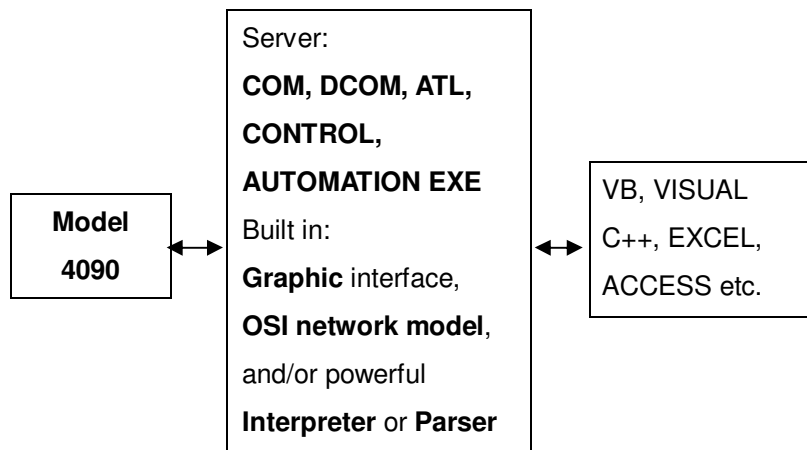 Model
4090
Server:
COM, DCOM, ATL,
CONTROL,
AUTOMATION EXE
Built in:
Graphic interface,
OSI network model,
and/or powerful
Interpreter or Parser
VB, VISUAL
C++, EXCEL,
ACCESS etc.